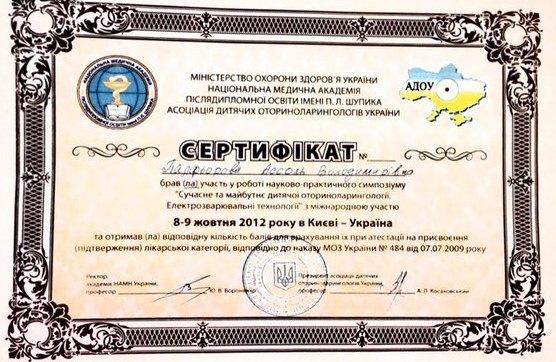 МІНІСТЕРСТВО ОХОРОНИ ЗДОРОВ'Я УКРАЇНИ
НАЦІОНАЛЬНА МЕДИЧНА АКАДЕМІЯ
ПІСЛЯДИПЛОМНОЇ ОСВІТИ ІМЕНІ П. Л. ШУПИКА
АСОЦІАЦІЯ ДИТЯЧИХ ОТОРИНОЛАРИНГОЛОГІВ УКРАЇНИ
АДОУ
СЕРТИФІКАТ №
Ассоль Володимирівна
брав (ла) участь у роботі науково-практичного симпозіуму
"Сучасне та майбутнє дитячої оториноларингології.
Електрозварювальні технології" з міжнародною участю
8-9 жовтня 2012 року в Києві – Україна
та отримав (ла) відповідну кількість балів для врахування їх при атестації на присвоєння
(підтвердження) лікарської категорії, відповідно до наказу МОЗ України № 484 від 07.07.2009 року
Ректор,
академік НАМН України,
професор Ю. В. Вороненко
Президент асоціація дитячих
оториноларингологів України,
професор А. Л. Косаковський